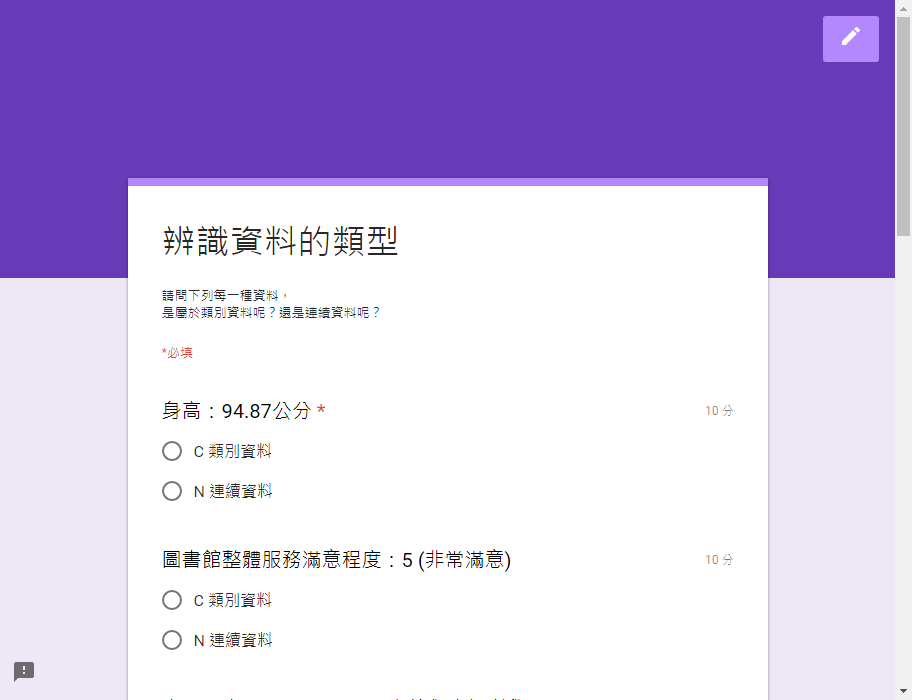 辨識資料的類型
請問下列每一種資料，
是屬於類別資料呢？還是連續資料呢？
*必填
身高：94.87公分 *
10 分
C 類別資料
N 連續資料
圖書館整體服務滿意程度：5 (非常滿意)
10 分
C 類別資料
N 連續資料